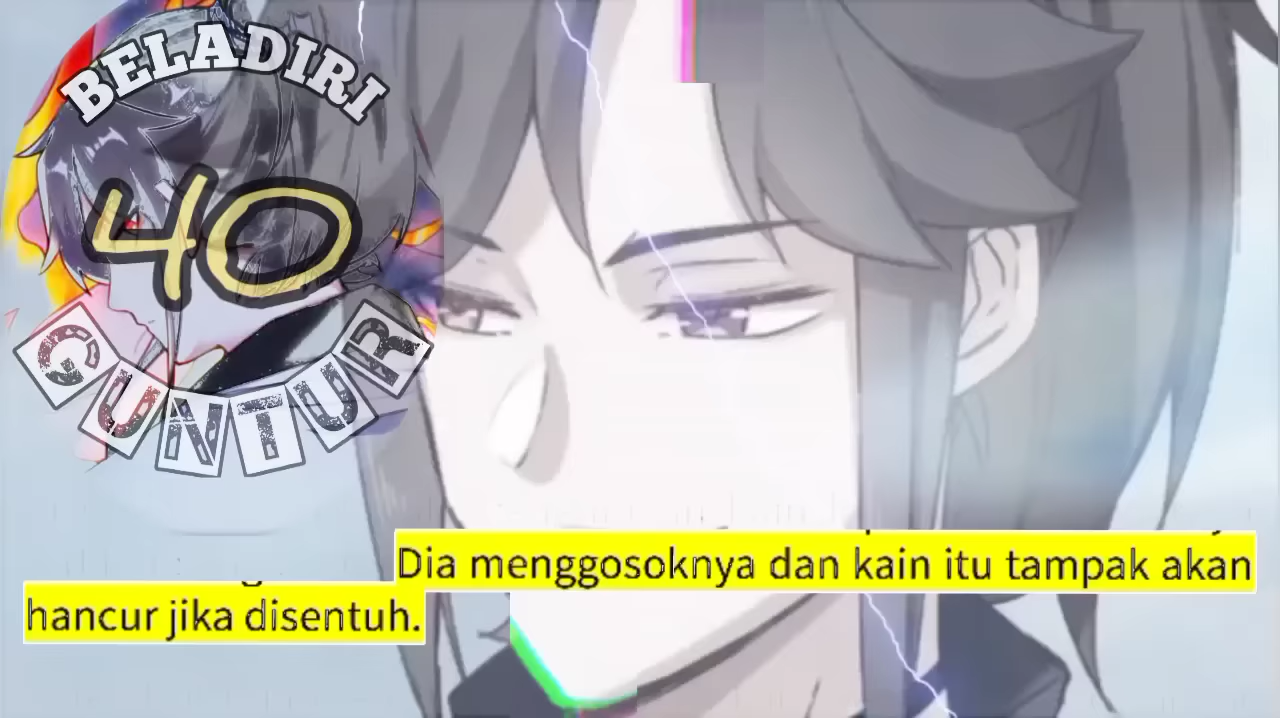 BELADIRI
40
GUNTUR
Dia menggosoknya dan kain itu tampak akan
hancur jika disentuh.